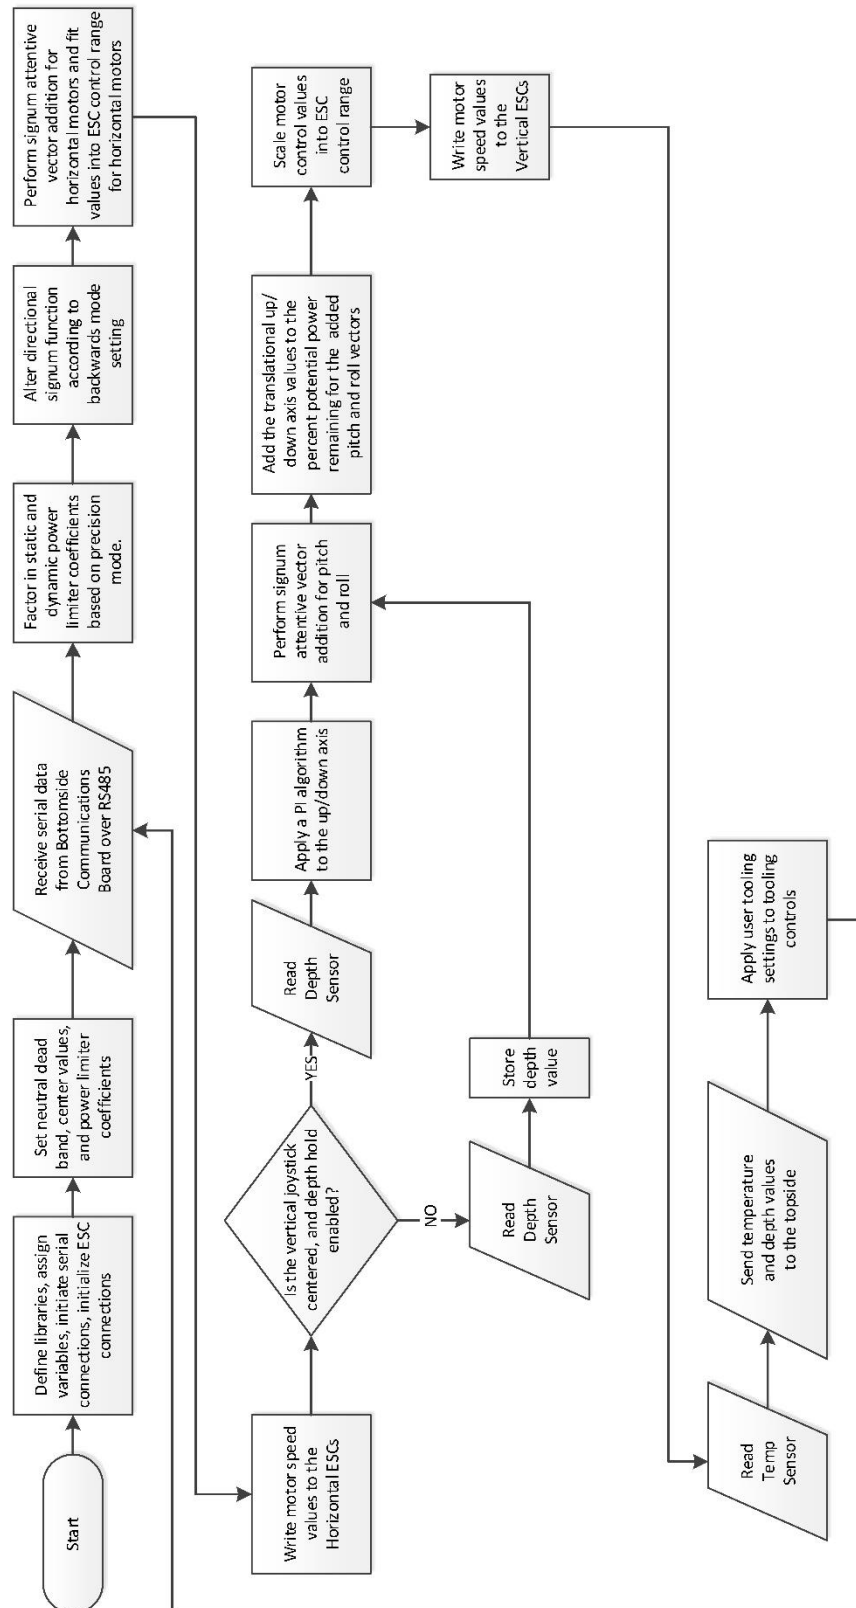 Start
Define libraries, assign
variables, initiate serial
connections, initialize ESC
connections
Set neutral dead
band, center values,
and power limiter
coefficients
Receive serial data
from Bottomside
Communications
Board over RS485
Factor in static and
dynamic power
limiter coefficients
based on precision
mode.
Alter directional
signum function
according to
backwards mode
setting
Perform signum attentive
vector addition for
horizontal motors and fit
values into ESC control range
for horizontal motors
Write motor speed
values to the
Horizontal ESCs
Is the vertical joystick
centered, and depth hold
enabled?
YES
Read
Depth
Sensor
Apply a PI algorithm
to the up/down axis
Perform signum
attentive vector
addition for pitch
and roll
Add the translational up/
down axis values to the
percent potential power
remaining for the added
pitch and roll vectors
Scale motor
control values
into ESC
control range
Write motor
speed values
to the
Vertical ESCs
NO
Read
Depth
Sensor
Store
depth
value
Read
Temp
Sensor
Send temperature
and depth values
to the topside
Apply user tooling
settings to tooling
controls